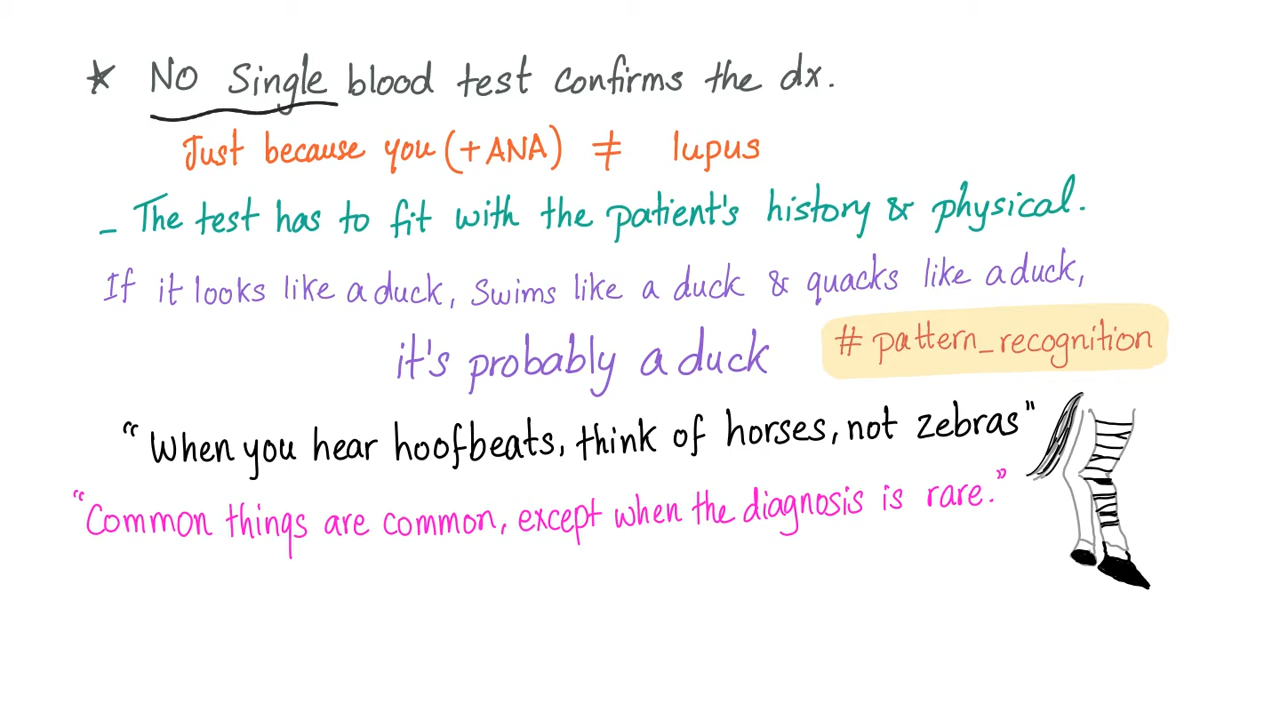 * No Single blood test confirms the dx.
Just because you (+ANA) ≠ lupus
- The test has to fit with the patient's history & physical.
If it looks like a duck, swims like a duck & quacks like a duck,
it's probably a duck
# pattern_recognition
"When you hear hoofbeats, think of horses, not zebras"
"Common things are common, except when the diagnosis is rare."